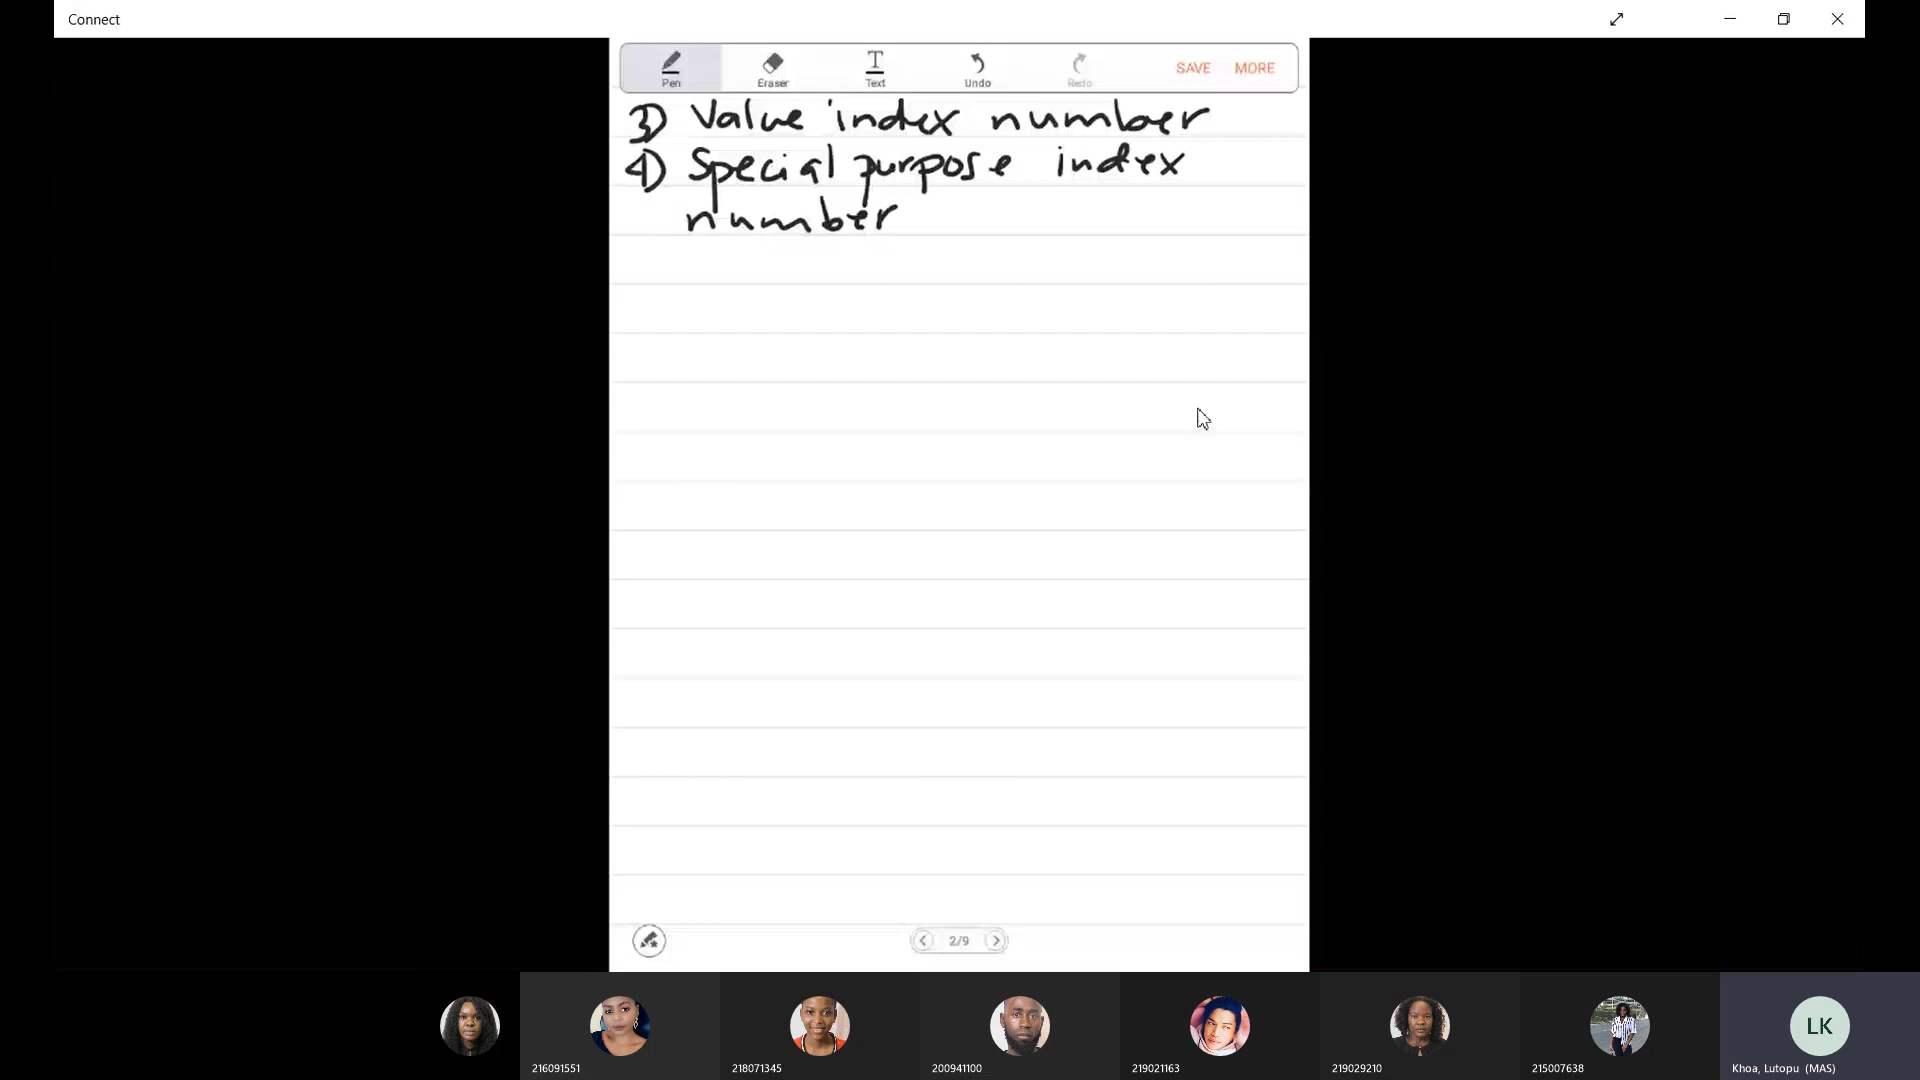 Connect
Pen
Eraser
Text
Undo
Redo
SAVE MORE
3) Value index number
4) Special purpose index
number
2/9
216091551
218071345
200941100
219021163
219029210
215007638
LK
Khoa, Lutopu (MAS)